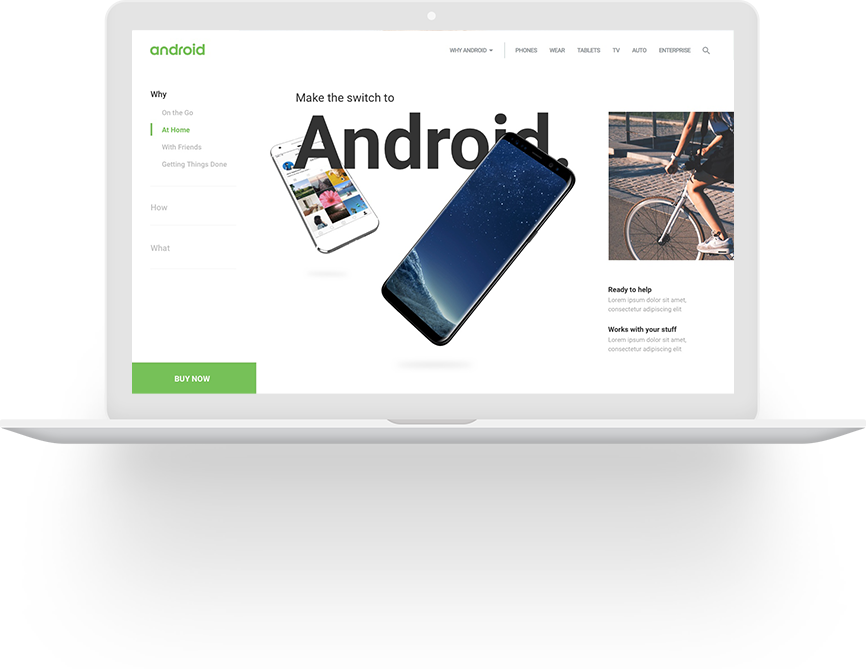 android
WHY ANDROID
PHONES
WEAR
TABLETS
TV
AUTO
ENTERPRISE
Why
On the Go
At Home
With Friends
Getting Things Done
How
What
BUY NOW
Make the switch to
Android.
Ready to help
Lorem ipsum dolor sit amet,
consectetur adipiscing elit
Works with your stuff
Lorem ipsum dolor sit amet,
consectetur adipiscing elit